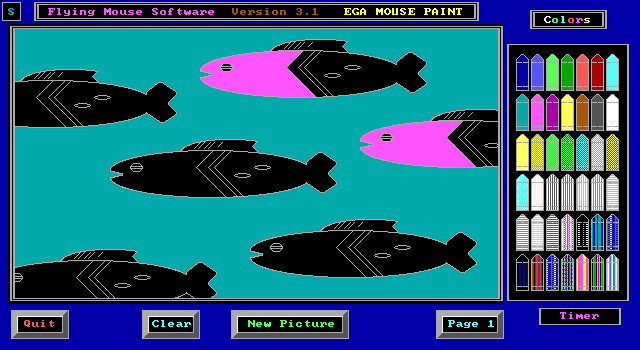 S
Flying Mouse Software Version 3.1 EGA MOUSE PAINT
Colors
Timer
Quit
Clear
New Picture
Page 1